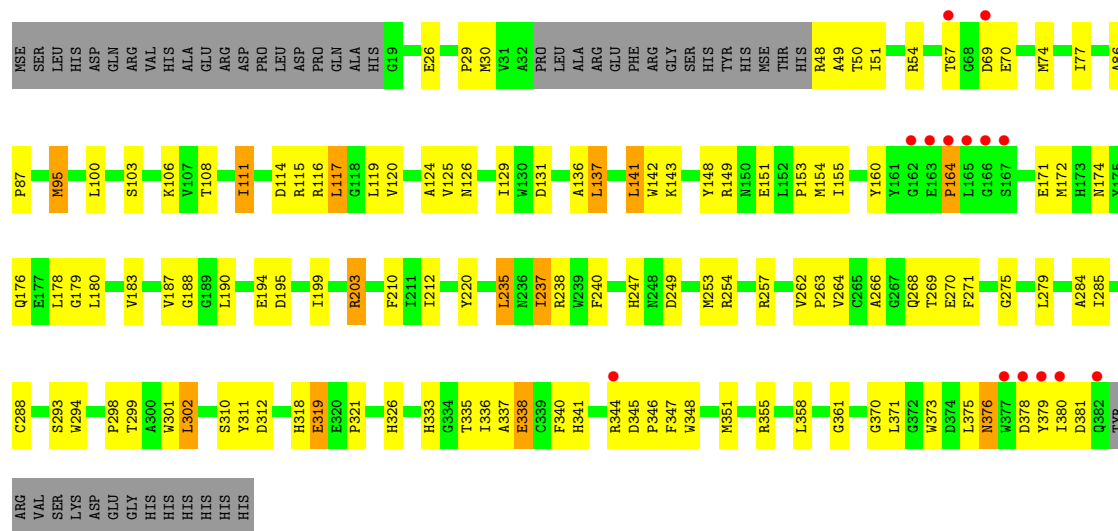 MSE SER LEU HIS ASP GLN ARG VAL HIS ALA GLU ARG ASP PRO LEU ASP PRO GLN ALA HIS G19 E26 P29 M30 V31 A32 PRO LEU ALA ARG GLU PHE ARG GLY SER HIS TYR HIS MSE THR HIS R48 A49 T50 I51 R54 T67 G68 D69 E70 M74 I77 A86
P87 M95 L100 S103 K106 V107 T108 I111 D114 R115 R116 L117 G118 L119 V120 A124 V125 N126 I129 W130 D131 A136 L137 L141 W142 K143 Y148 R149 N150 E151 L152 P153 M154 I155 Y160 Y161 G162 E163 P164 L165 G166 S167 E171 M172 H173 N174 Y175
Q176 E177 L178 G179 L180 V183 V187 G188 G189 L190 E194 D195 I199 R203 F210 I211 I212 Y220 L235 N236 I237 R238 W239 F240 H247 N248 D249 M253 R254 R257 V262 P263 V264 C265 A266 G267 Q268 T269 E270 F271 G275 L279 A284 I285
C288 S293 W294 P298 T299 A300 W301 L302 S310 Y311 D312 H318 E319 E320 P321 H326 H333 G334 T335 I336 A337 E338 C339 F340 H341 R344 D345 P346 F347 W348 M351 R355 L358 G361 G370 L371 G372 W373 D374 L375 N376 W377 D378 Y379 I380 D381 Q382 TYR
ARG VAL SER LYS ASP GLU GLY HIS HIS HIS HIS HIS HIS